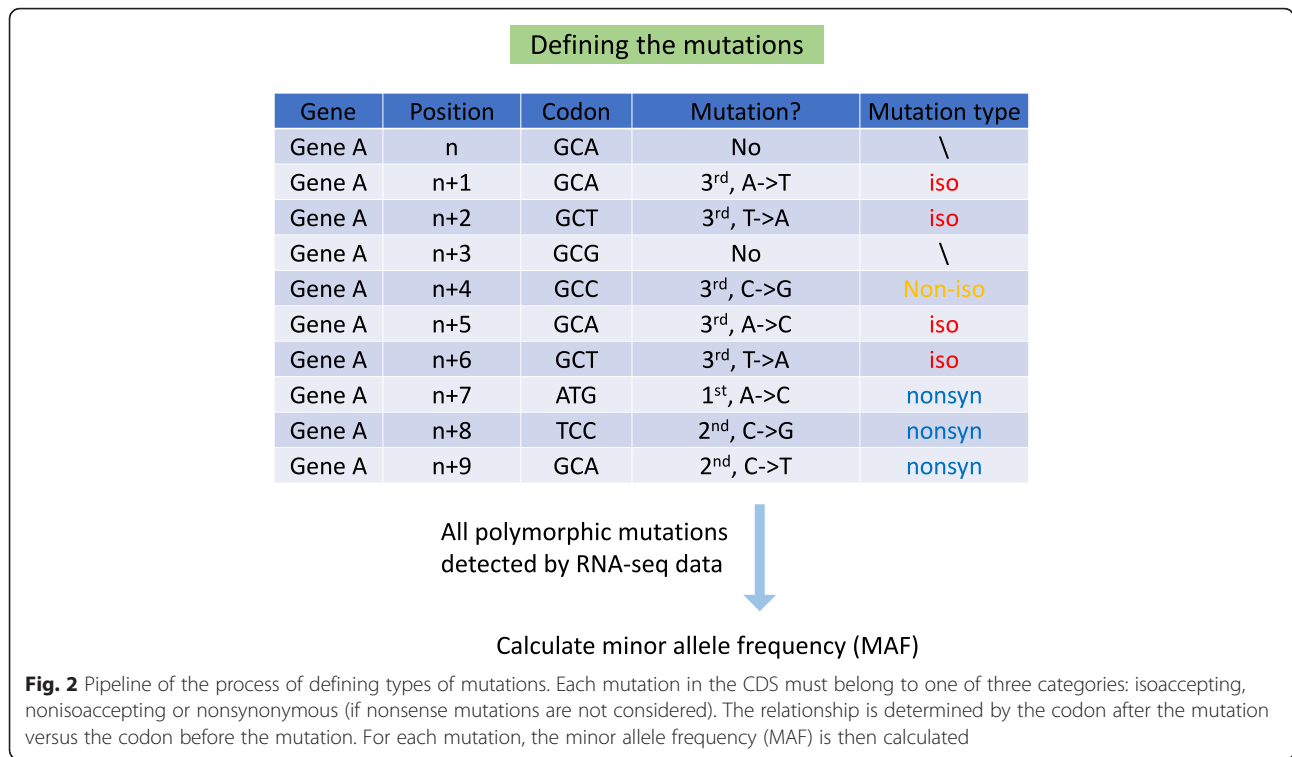 Defining the mutations
Gene Position Codon Mutation? Mutation type
Gene A n GCA No \
Gene A n+1 GCA 3rd, A->T iso
Gene A n+2 GCT 3rd, T->A iso
Gene A n+3 GCG No \
Gene A n+4 GCC 3rd, C->G Non-iso
Gene A n+5 GCA 3rd, A->C iso
Gene A n+6 GCT 3rd, T->A iso
Gene A n+7 ATG 1st, A->C nonsyn
Gene A n+8 TCC 2nd, C->G nonsyn
Gene A n+9 GCA 2nd, C->T nonsyn
All polymorphic mutations
detected by RNA-seq data
Calculate minor allele frequency (MAF)
Fig. 2 Pipeline of the process of defining types of mutations. Each mutation in the CDS must belong to one of three categories: isoaccepting,
nonisoaccepting or nonsynonymous (if nonsense mutations are not considered). The relationship is determined by the codon after the mutation
versus the codon before the mutation. For each mutation, the minor allele frequency (MAF) is then calculated